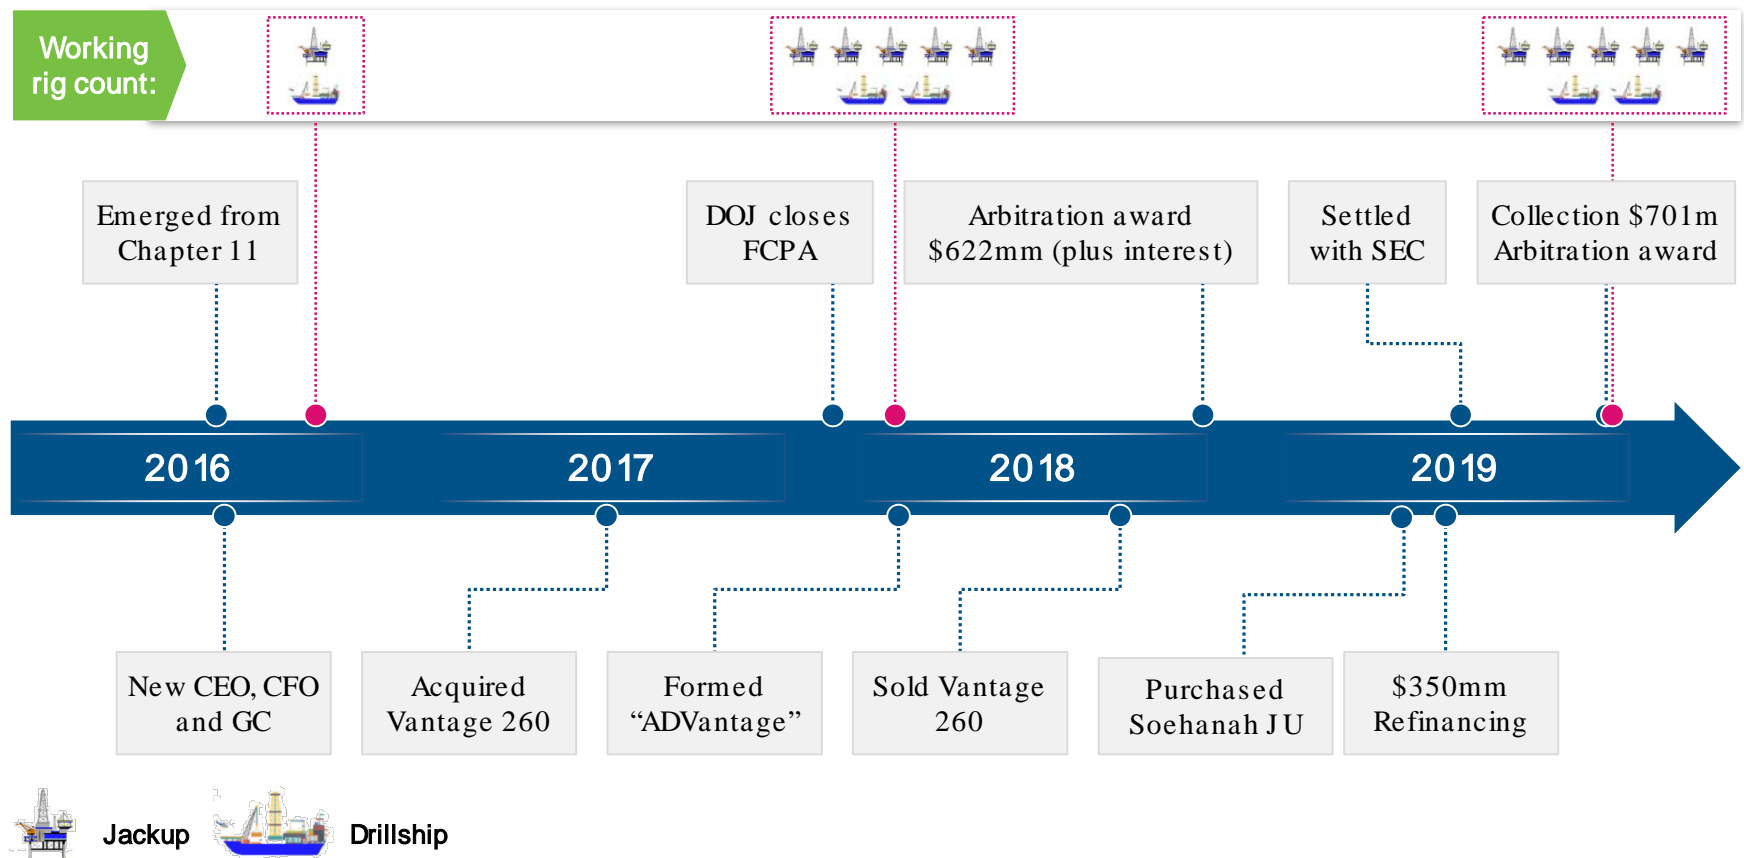 Working
rig count:
Emerged from
Chapter 11
DOJ closes
FCPA
Arbitration award
$622mm (plus interest)
Settled
with SEC
Collection $701m
Arbitration award
2016
2017
2018
2019
New CEO, CFO
and GC
Acquired
Vantage 260
Formed
“ADVantage”
Sold Vantage
260
Purchased
Soehanah JU
$350mm
Refinancing
Jackup
Drillship